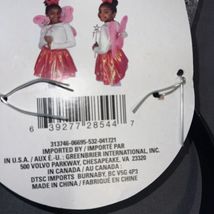 6 39277 28544 7
313746-06695-532-041721
IMPORTED BY / IMPORTÉ PAR
IN U.S.A. / AUX É.-U. : GREENBRIER INTERNATIONAL, INC.
500 VOLVO PARKWAY, CHESAPEAKE, VA 23320
IN CANADA / AU CANADA :
DTSC IMPORTS BURNABY, BC V5G 4P3
MADE IN CHINA / FABRIQUÉ EN CHINE